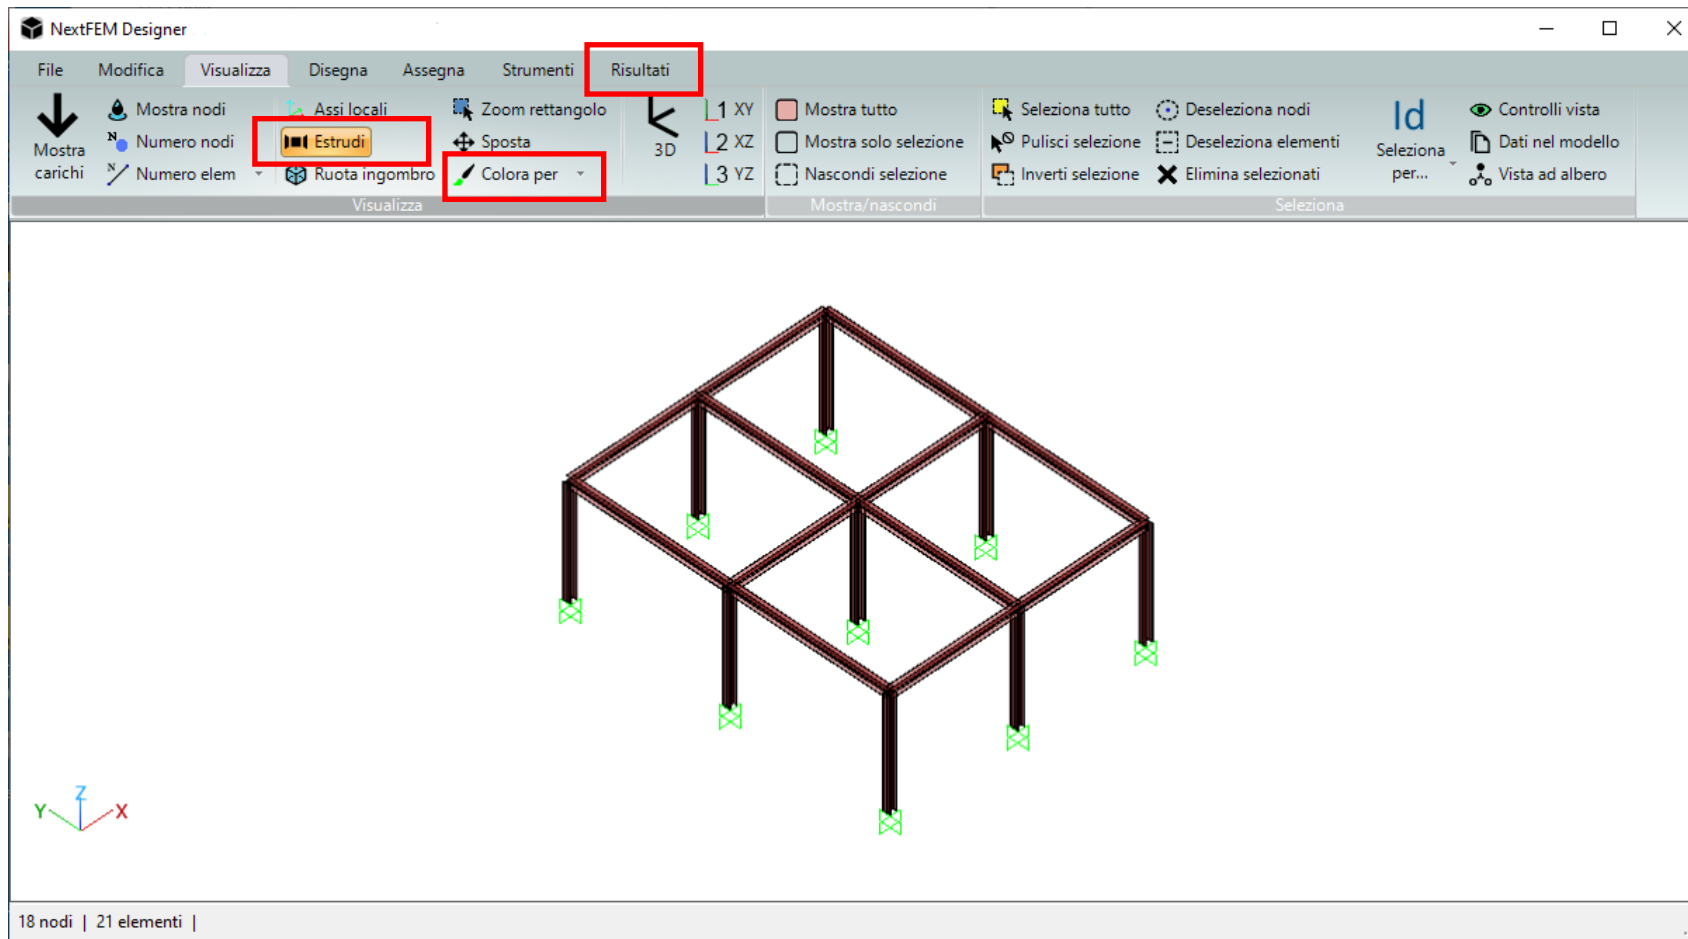 NextFEM Designer
File Modifica Visualizza Disegna Assegna Strumenti Risultati
Mostra nodi Assi locali Zoom rettangolo 1 XY Mostra tutto Seleziona tutto Deseleziona nodi Id Controlli vista
Mostra carichi Numero nodi Estrudi Sposta 3D 2 XZ Mostra solo selezione Pulisci selezione Deseleziona elementi Seleziona per... Dati nel modello
Numero elem Ruota ingombro Colora per 3 YZ Nascondi selezione Inverti selezione Elimina selezionati Vista ad albero
Visualizza Mostra/nascondi Seleziona
Z
Y X
18 nodi | 21 elementi |